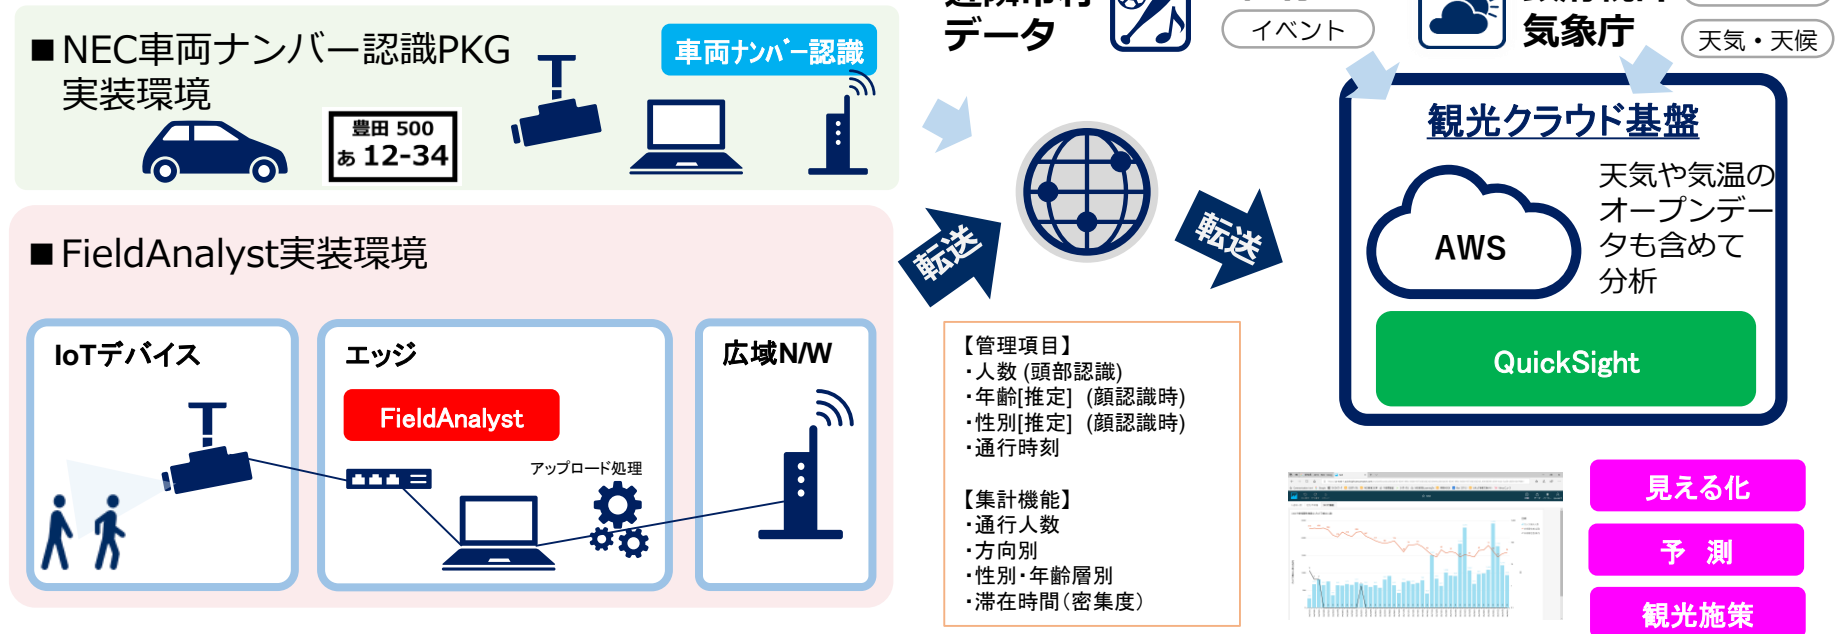 ■NEC車両ナンバー認識PKG
実装環境
車両ナンバー認識
豊田 500
あ 12-34
■FieldAnalyst実装環境
IoTデバイス
エッジ
FieldAnalyst
アップロード処理
広域N/W
データ
イベント
気象庁
天気・天候
転送
転送
観光クラウド基盤
AWS
天気や気温の
オープンデー
タも含めて
分析
QuickSight
【管理項目】
・人数 (頭部認識)
・年齢[推定] (顔認識時)
・性別[推定] (顔認識時)
・通行時刻
【集計機能】
・通行人数
・方向別
・性別・年齢層別
・滞在時間（密集度）
見える化
予 測
観光施策